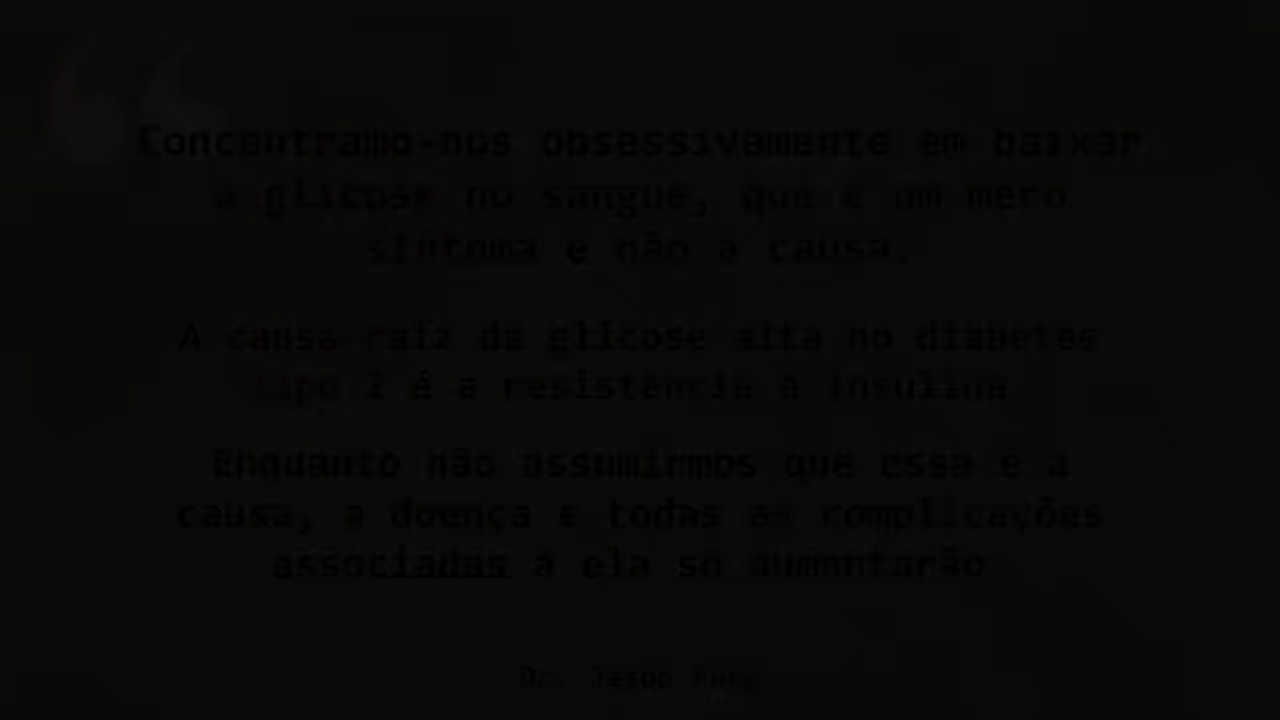 Concentramo-nos obsessivamente em baixar
a glicose no sangue, que é um mero
sintoma e não a causa.
A causa raiz da glicose alta no diabetes
tipo 2 é a resistência à insulina.
Enquanto não assumirmos que essa é a
causa, a doença e todas as complicações
associadas à ela só aumentarão
Dr. Jason Fung